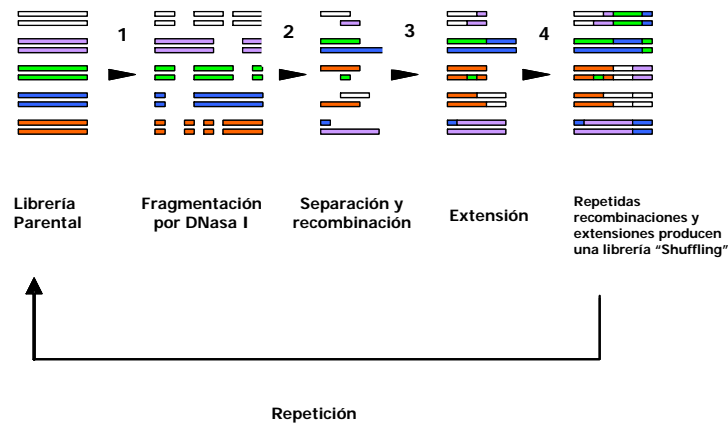 1
2
3
4
Librería
Parental
Fragmentación
por DNasa I
Separación y
recombinación
Extensión
Repetidas
recombinaciones y
extensiones producen
una librería “Shuffling”
Repetición